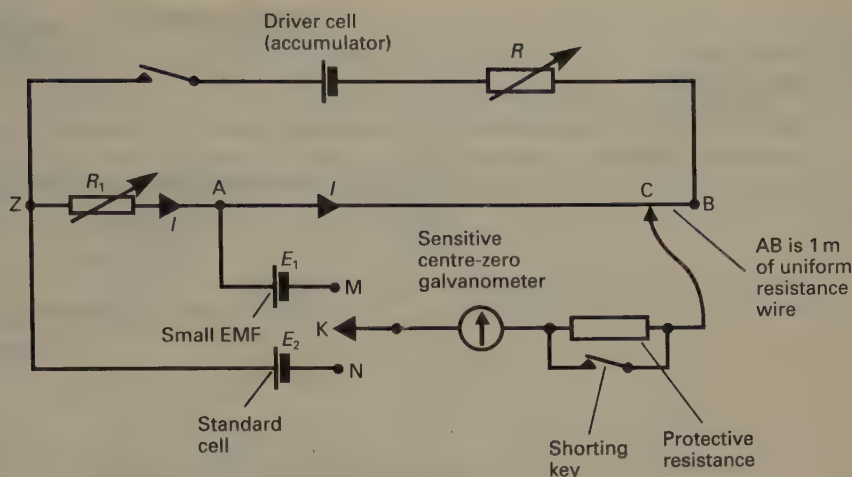 Driver cell
(accumulator)
R
Z
R₁
I
A
I
C
B
E₁
M
Small EMF
Sensitive
centre-zero
galvanometer
AB is 1 m
of uniform
resistance
wire
K
E₂
N
Standard
cell
Shorting
key
Protective
resistance